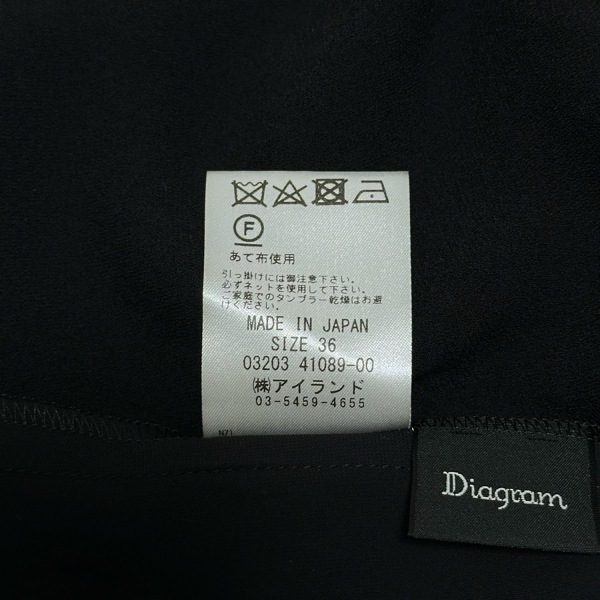 F
あて布使用
引っ掛けには御注意下さい。
必ずネットを使用して下さい。
ご家庭でのタンブラー乾燥はお避
けください。
MADE IN JAPAN
SIZE 36
03203 41089-00
㈱アイランド
03-5459-4655
N71
Diagram